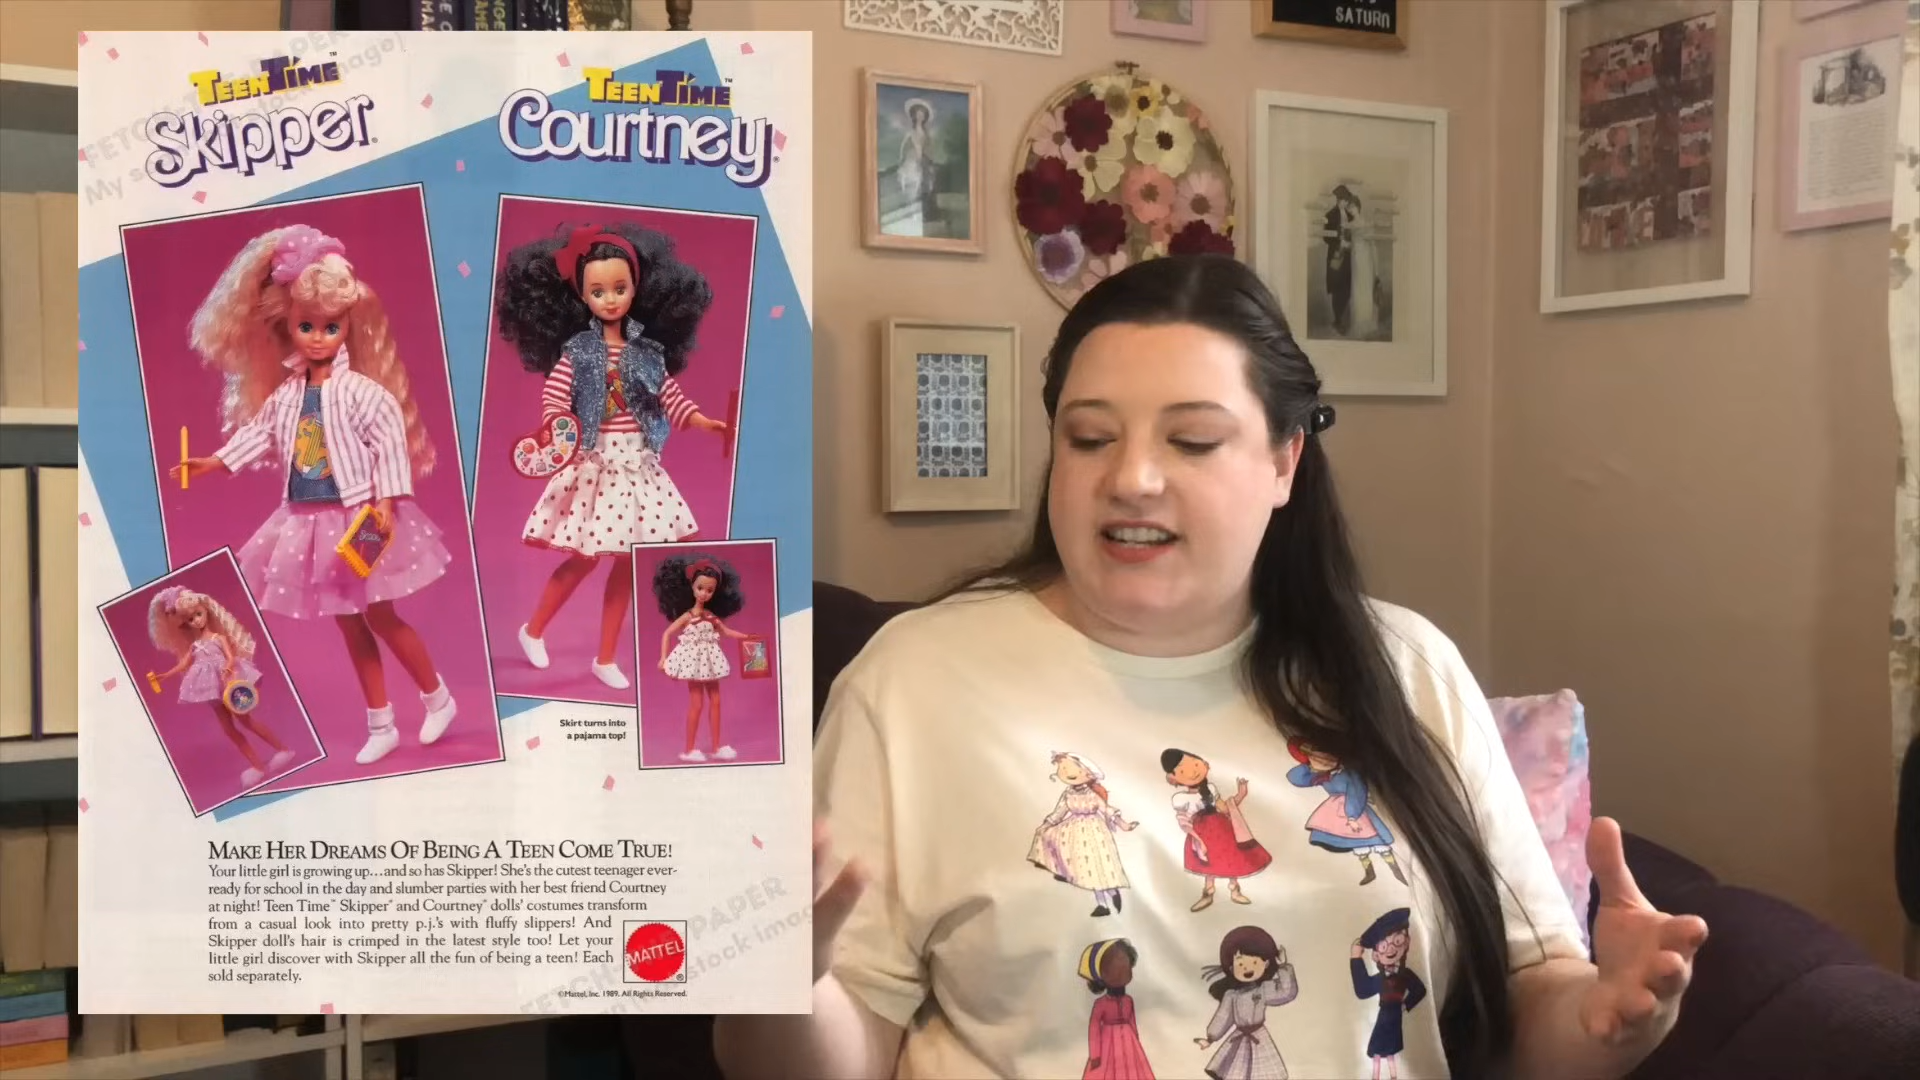 SATURN
TEEN TIME™
Skipper®
TEEN TIME™
Courtney®
Skirt turns into
a pajama top!
MAKE HER DREAMS OF BEING A TEEN COME TRUE!
Your little girl is growing up...and so has Skipper! She's the cutest teenager ever-
ready for school in the day and slumber parties with her best friend Courtney
at night! Teen Time™ Skipper® and Courtney® dolls' costumes transform
from a casual look into pretty p.j.'s with fluffy slippers! And
Skipper doll's hair is crimped in the latest style too! Let your
little girl discover with Skipper all the fun of being a teen! Each
sold separately.
MATTEL®
©Mattel, Inc. 1989. All Rights Reserved.